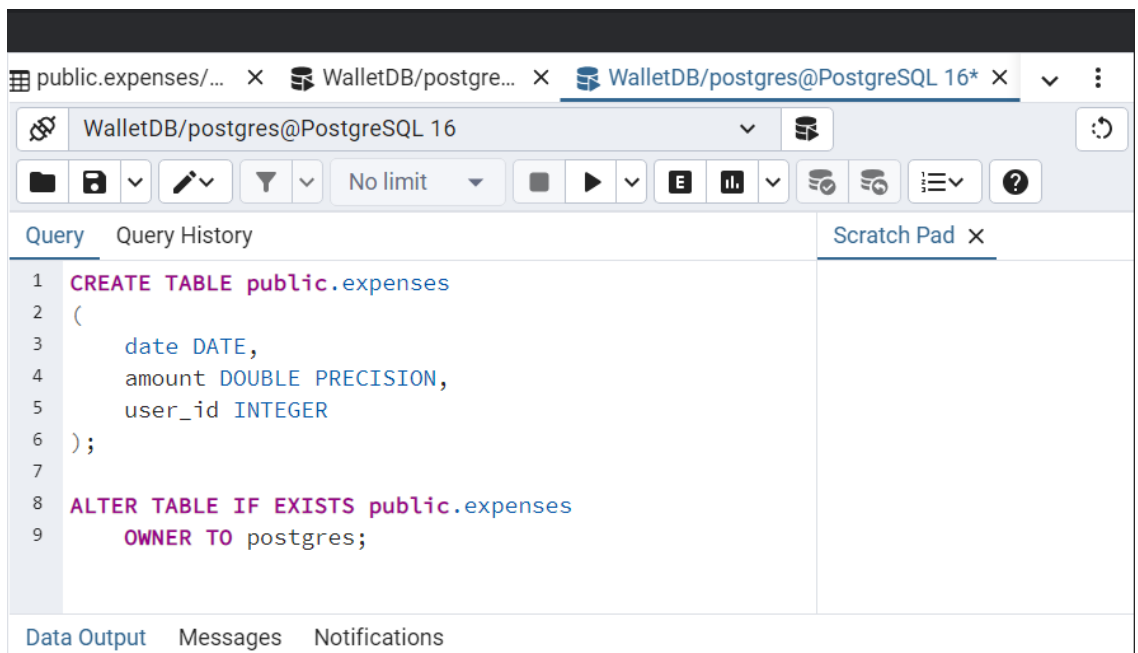 public.expenses/... WalletDB/postgre... WalletDB/postgres@PostgreSQL 16*
WalletDB/postgres@PostgreSQL 16
No limit E
Query Query History Scratch Pad
1 CREATE TABLE public.expenses
2 (
3 date DATE,
4 amount DOUBLE PRECISION,
5 user_id INTEGER
6 );
7
8 ALTER TABLE IF EXISTS public.expenses
9 OWNER TO postgres;
Data Output Messages Notifications